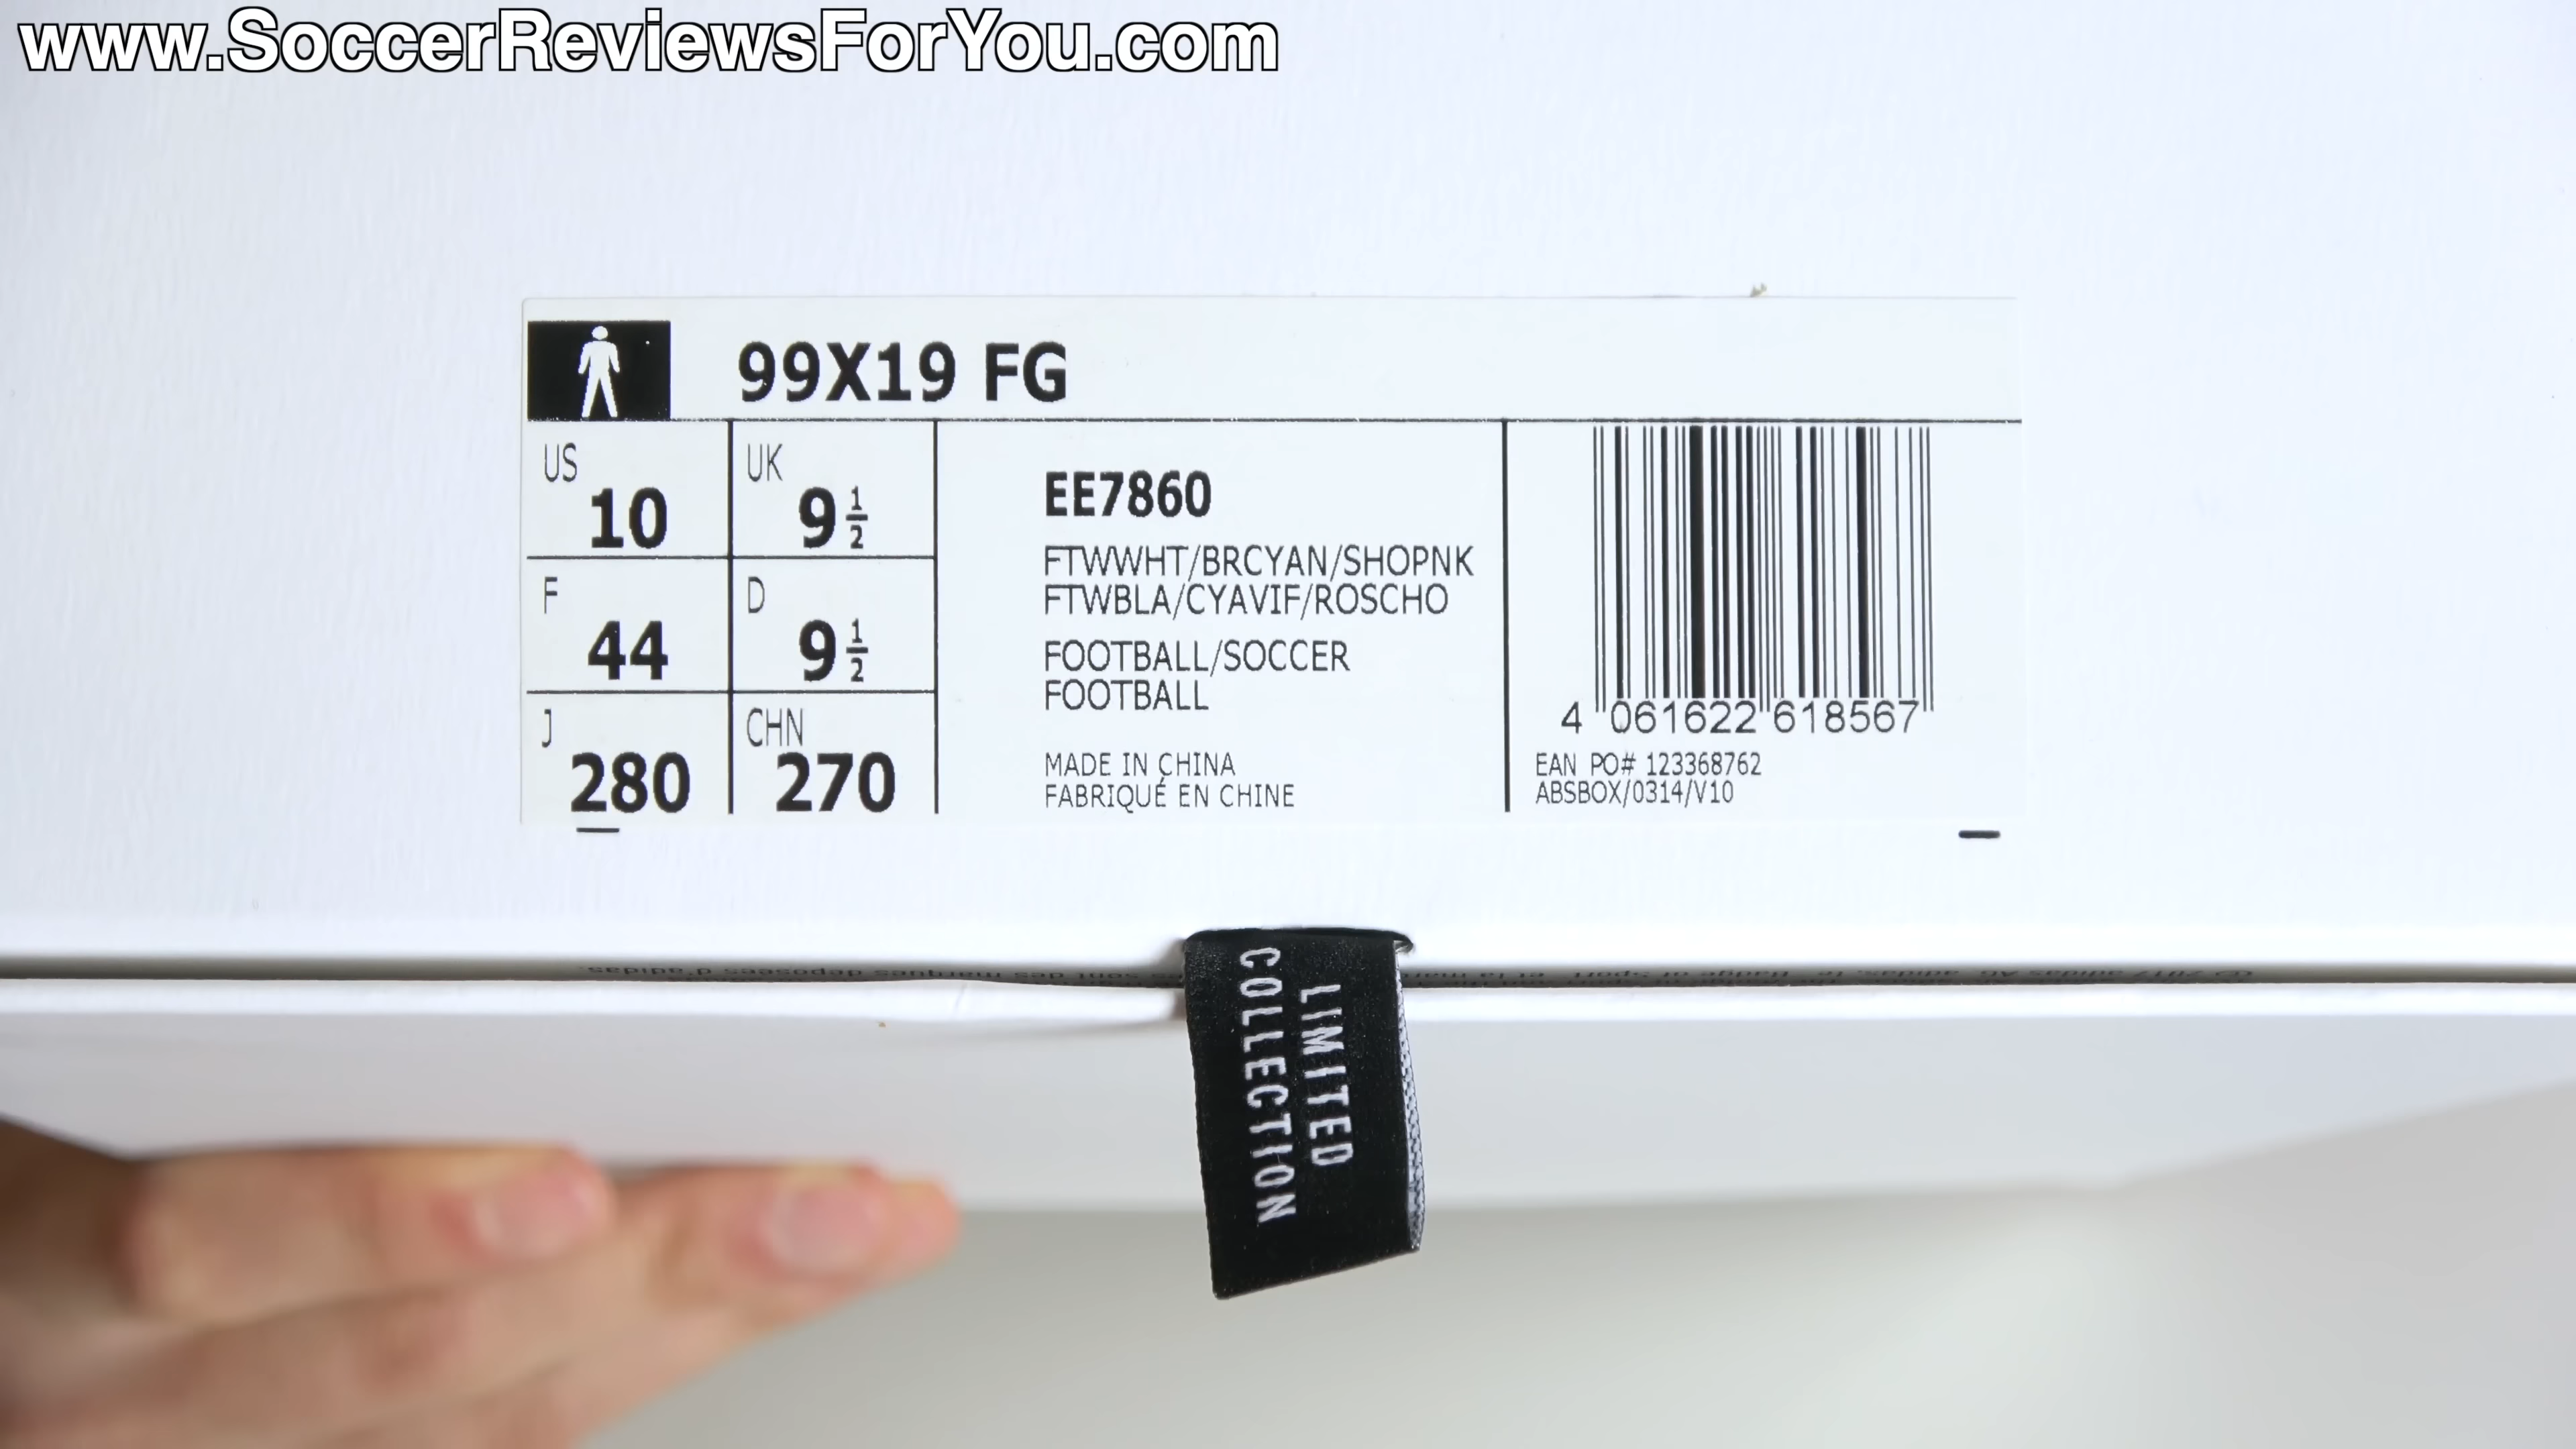 www.SoccerReviewsForYou.com
99X19 FG
US
10
UK
9 1/2
F
44
D
9 1/2
J
280
CHN
270
EE7860
FTWWHT/BRCYAN/SHOPNK
FTWBLA/CYAVIF/ROSCHO
FOOTBALL/SOCCER
FOOTBALL
MADE IN CHINA
FABRIQUÉ EN CHINE
4 061622 618567
EAN PO# 123368762
ABSBOX/0314/V10
LIMITED
COLLECTION